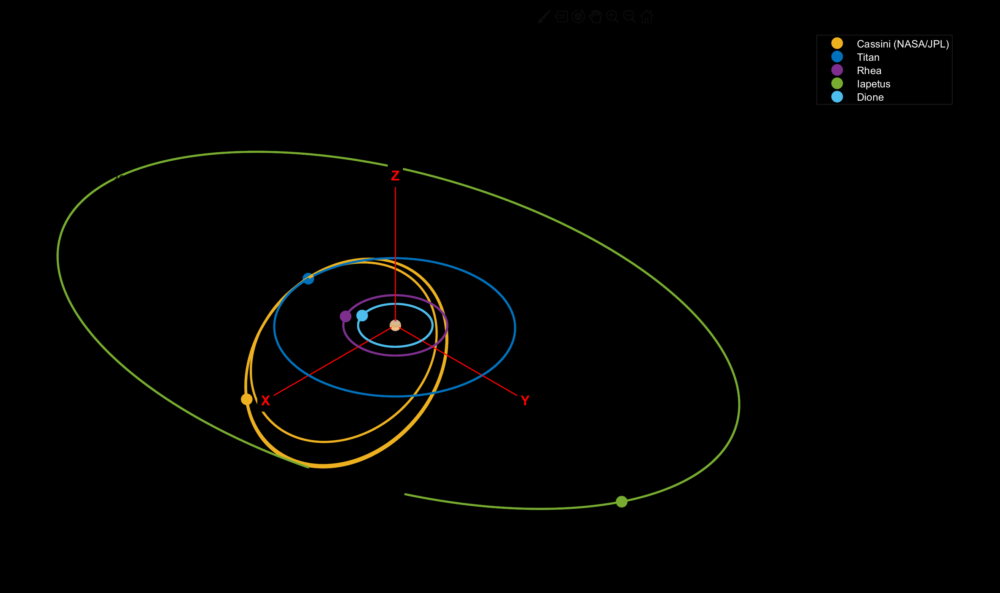 Cassini (NASA/JPL)
Titan
Rhea
Iapetus
Dione
Z
X
Y